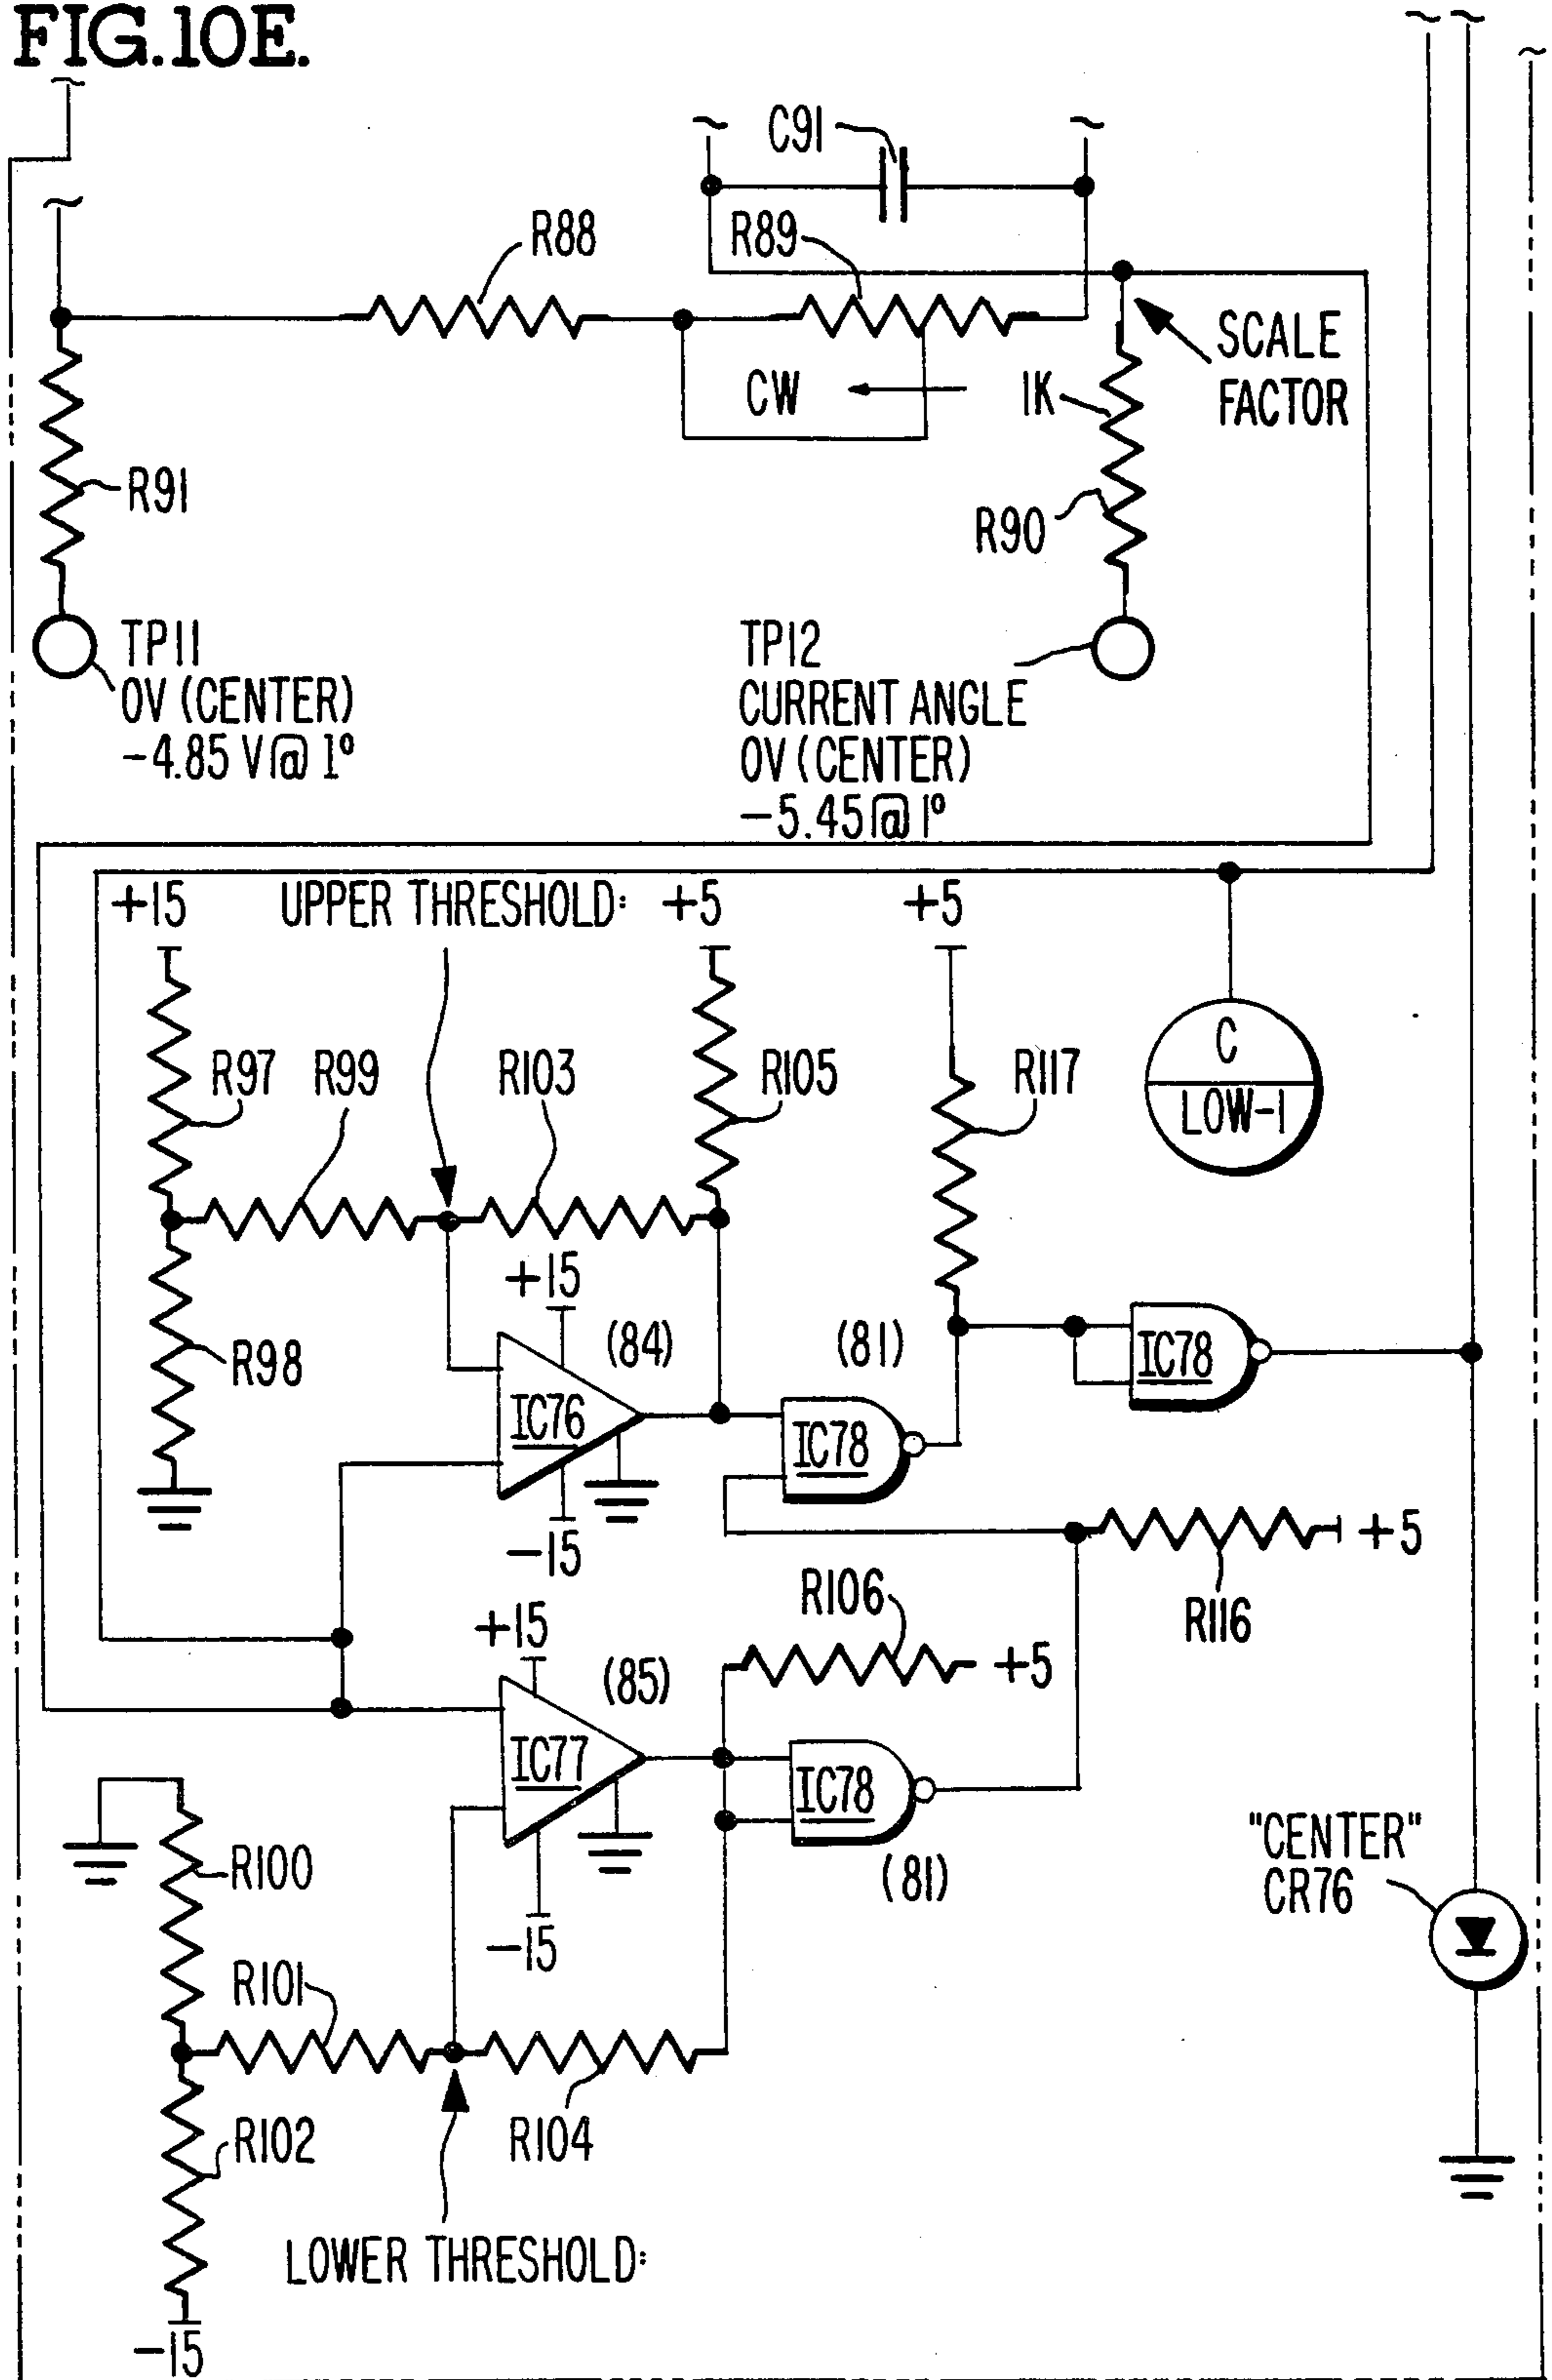 FIG.10E.
C91
R88
R89
SCALE
FACTOR
CW
1K
R91
R90
TP11
0V (CENTER)
-4.85 V@ 1°
TP12
CURRENT ANGLE
0V (CENTER)
-5.45@1°
+15
UPPER THRESHOLD:
+5
+5
C
LOW-1
R97
R99
R103
R105
R117
+15
(84)
(81)
R98
IC76
IC78
IC78
-15
+5
R106
R116
+15
(85)
+5
IC77
IC78
R100
(81)
"CENTER"
CR76
-15
R101
R102
R104
LOWER THRESHOLD:
-15